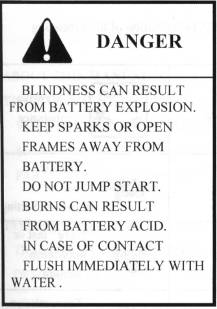 DANGER
BLINDNESS CAN RESULT
FROM BATTERY EXPLOSION.
KEEP SPARKS OR OPEN
FRAMES AWAY FROM
BATTERY.
DO NOT JUMP START.
BURNS CAN RESULT
FROM BATTERY ACID.
IN CASE OF CONTACT
FLUSH IMMEDIATELY WITH
WATER .